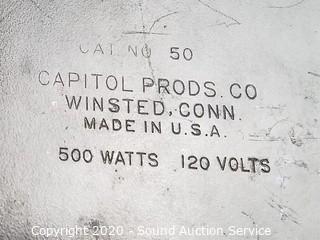 CAT. NO 50
CAPITOL PRODS. CO
WINSTED, CONN.
MADE IN U.S.A.
500 WATTS 120 VOLTS
Copyright 2020 - Sound Auction Service